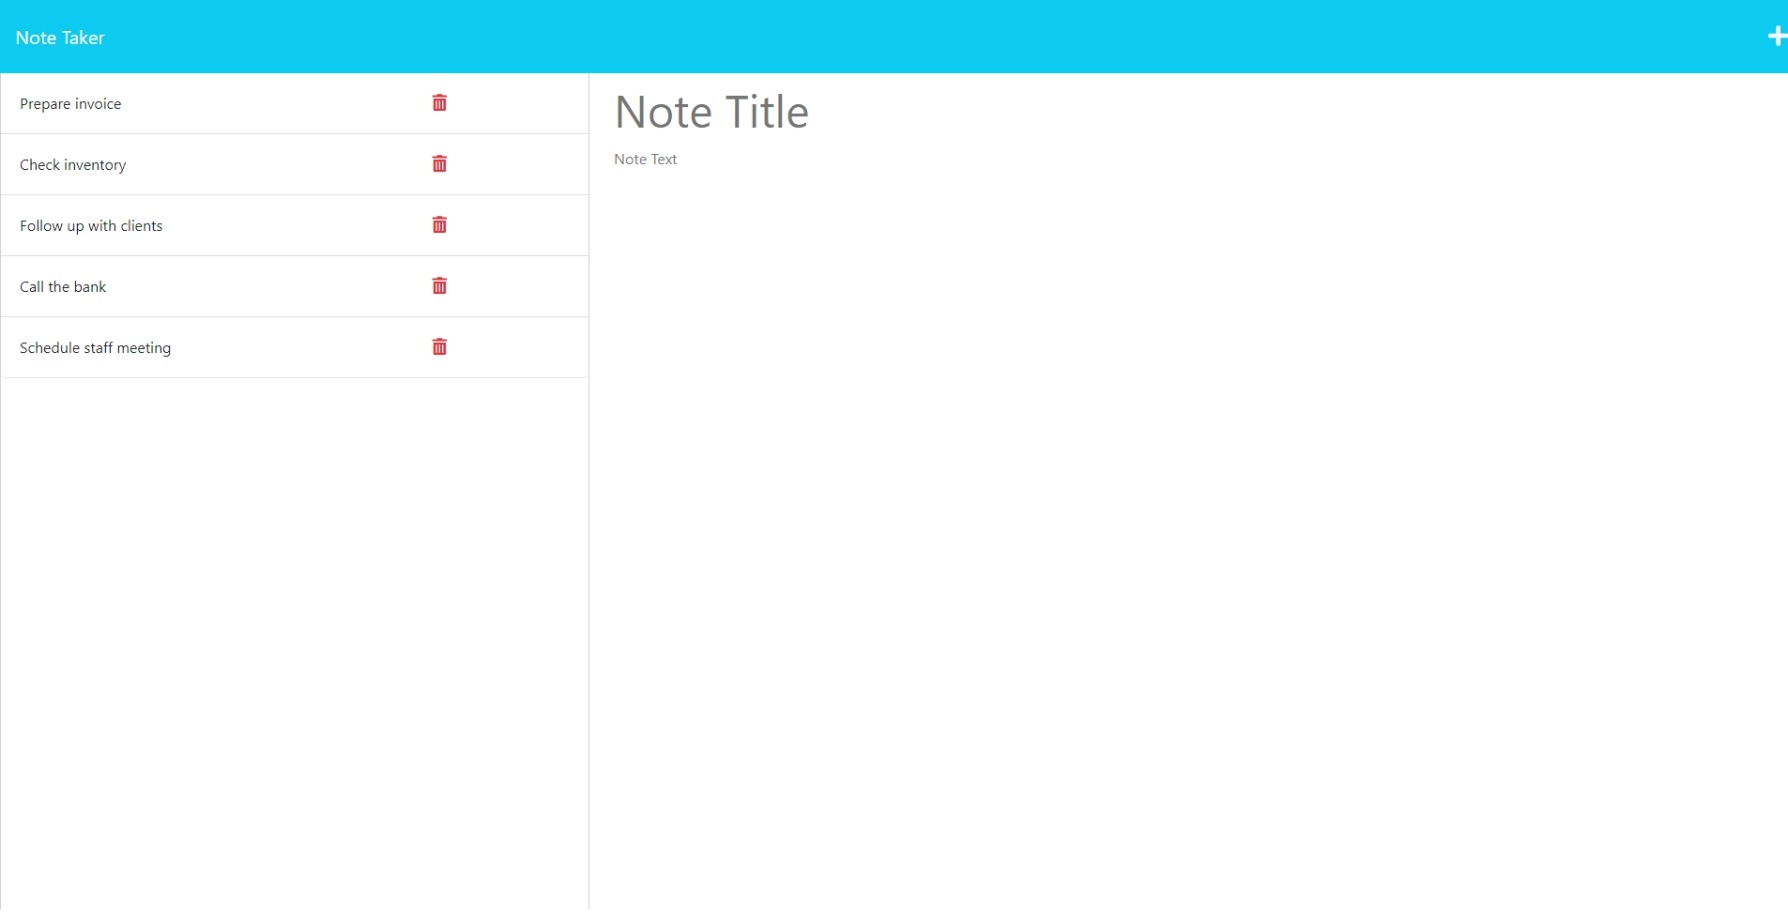 Note Taker
Prepare invoice
Check inventory
Follow up with clients
Call the bank
Schedule staff meeting
Note Title
Note Text